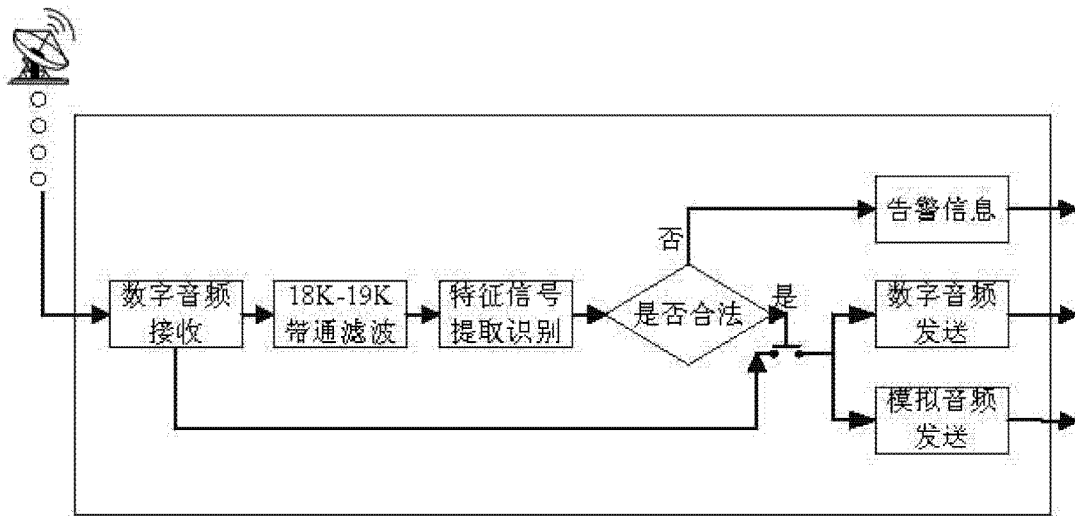 告警信息
否
数字音频
接收
18K-19K
带通滤波
特征信号
提取识别
是否合法
是
数字音频
发送
模拟音频
发送